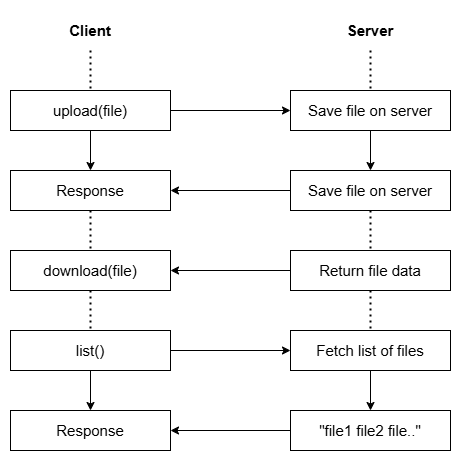 Client
Server
upload(file)
Save file on server
Response
Save file on server
download(file)
Return file data
list()
Fetch list of files
Response
"file1 file2 file.."